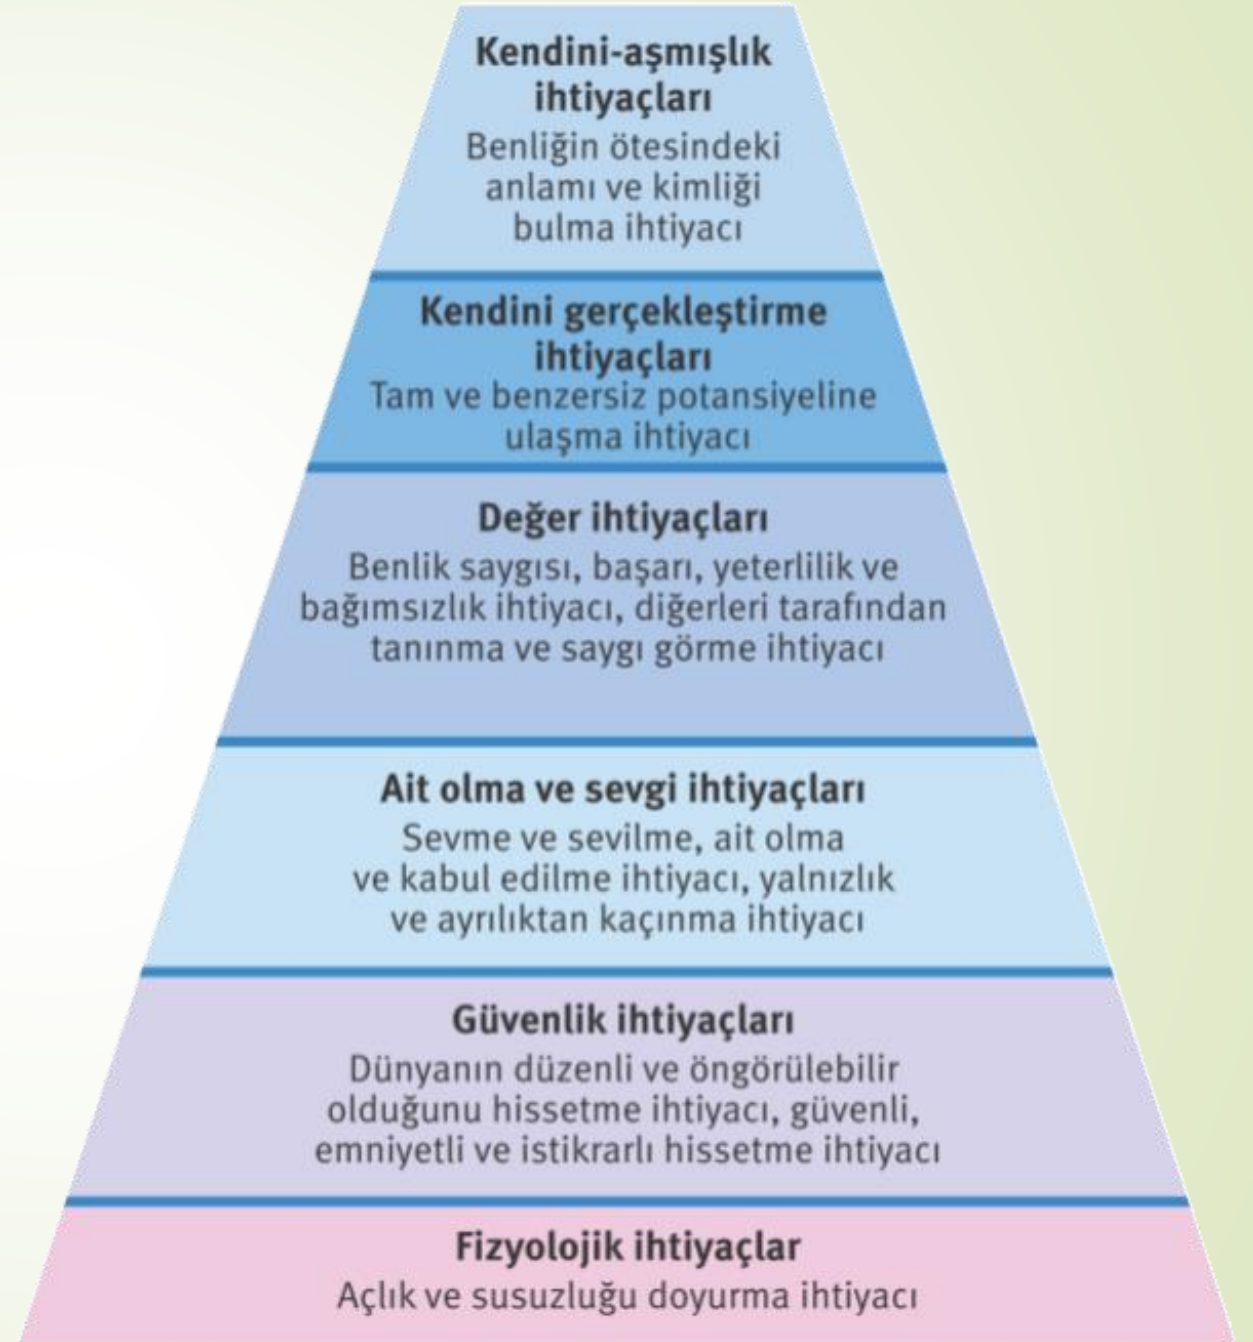 Kendini-aşmışlık
ihtiyaçları
Benliğin ötesindeki
anlamı ve kimliği
bulma ihtiyacı
Kendini gerçekleştirme
ihtiyaçları
Tam ve benzersiz potansiyeline
ulaşma ihtiyacı
Değer ihtiyaçları
Benlik saygısı, başarı, yeterlilik ve
bağımsızlık ihtiyacı, diğerleri tarafından
tanınma ve saygı görme ihtiyacı
Ait olma ve sevgi ihtiyaçları
Sevme ve sevilme, ait olma
ve kabul edilme ihtiyacı, yalnızlık
ve ayrılıktan kaçınma ihtiyacı
Güvenlik ihtiyaçları
Dünyanın düzenli ve öngörülebilir
olduğunu hissetme ihtiyacı, güvenli,
emniyetli ve istikrarlı hissetme ihtiyacı
Fizyolojik ihtiyaçlar
Açlık ve susuzluğu doyurma ihtiyacı